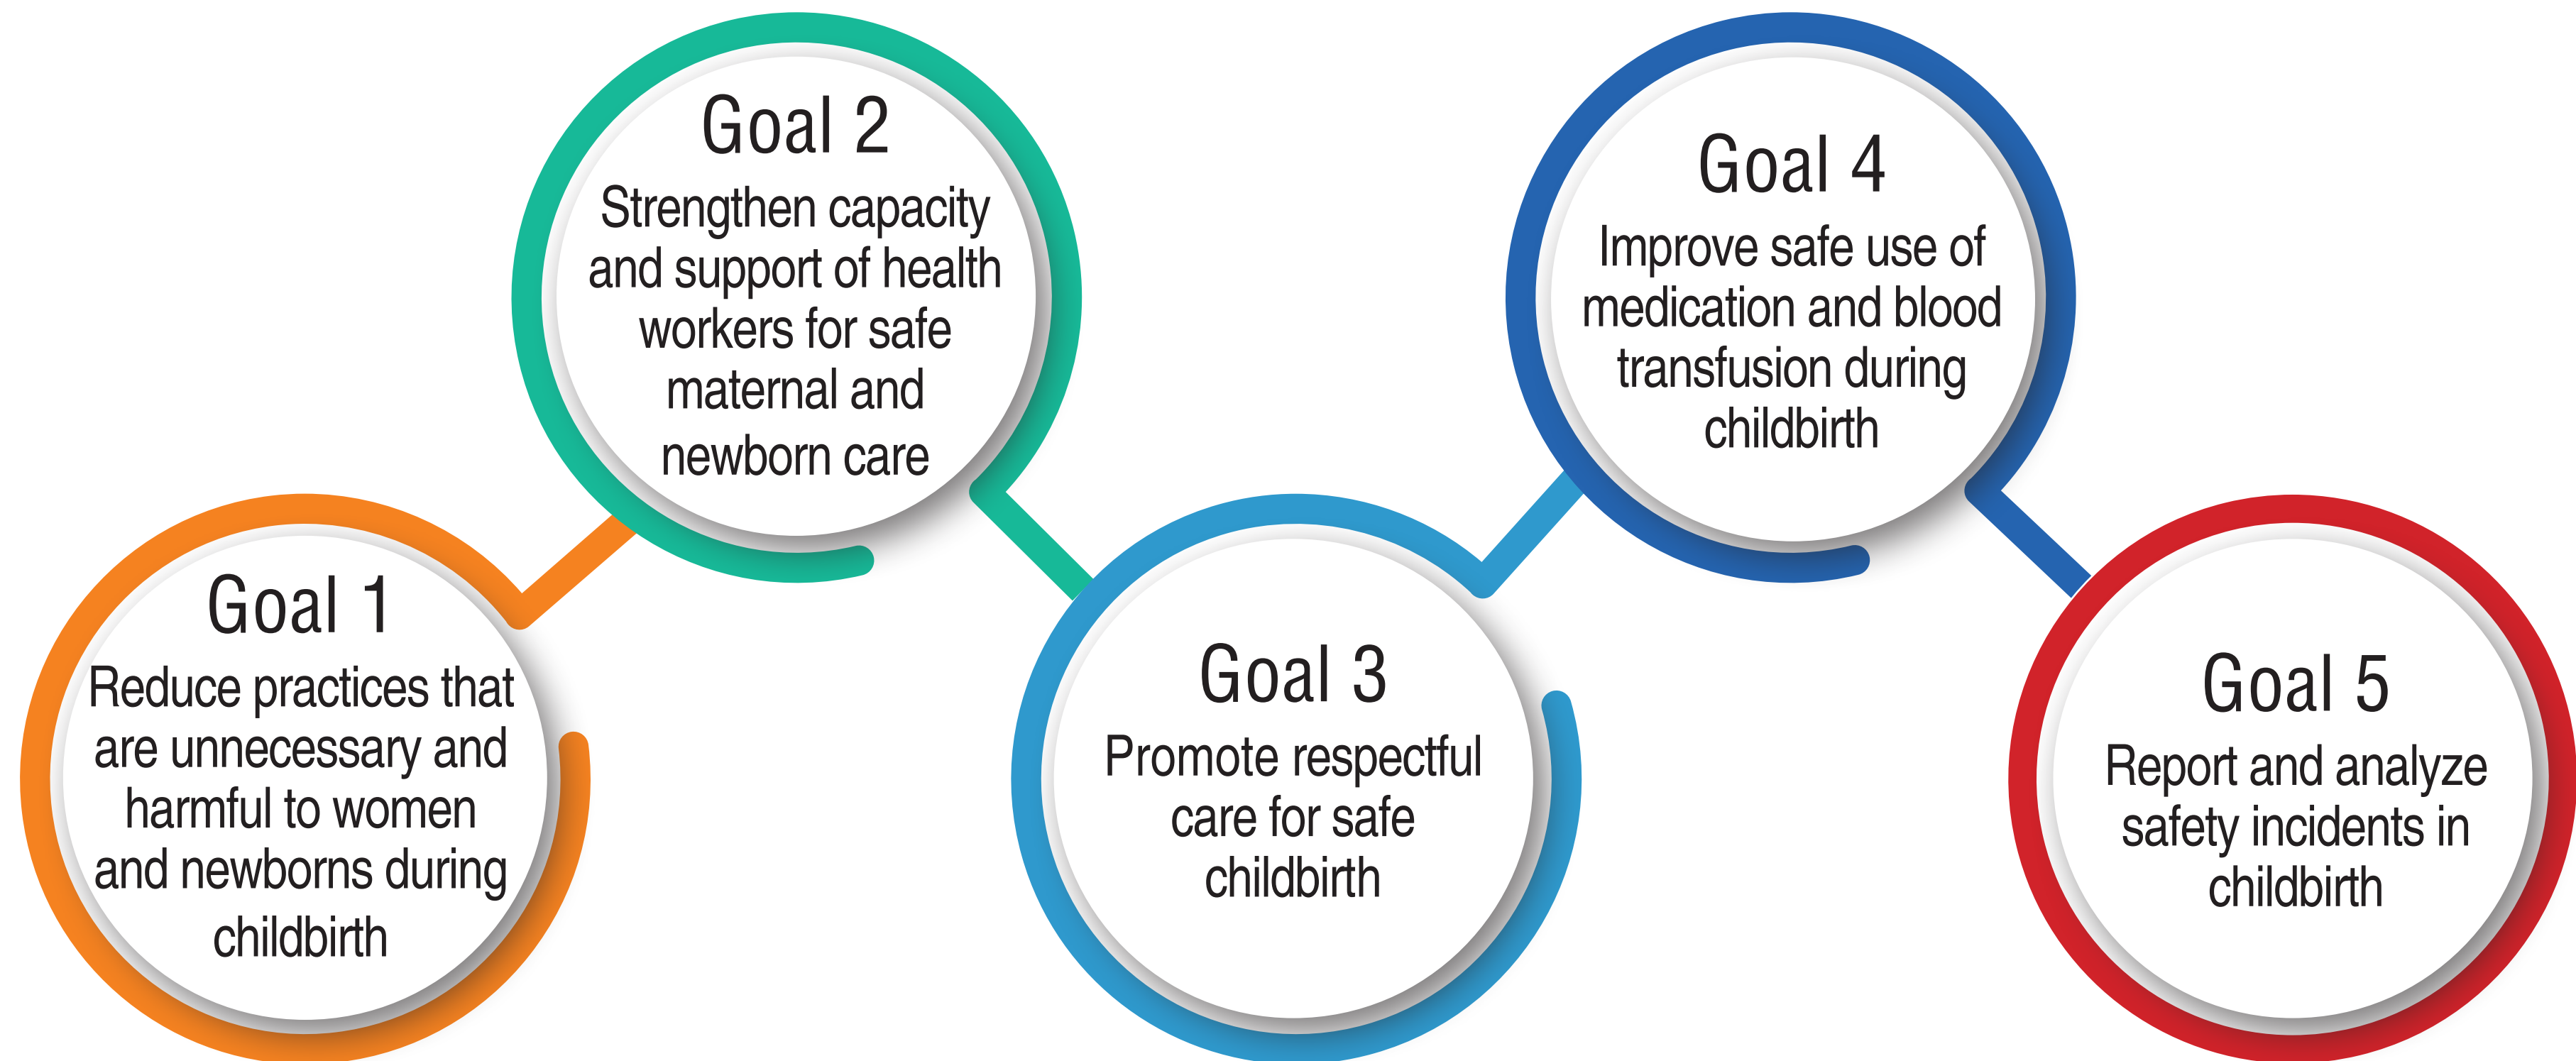 Goal 1
Reduce practices that
are unnecessary and
harmful to women
and newborns during
childbirth
Goal 2
Strengthen capacity
and support of health
workers for safe
maternal and
newborn care
Goal 3
Promote respectful
care for safe
childbirth
Goal 4
Improve safe use of
medication and blood
transfusion during
childbirth
Goal 5
Report and analyze
safety incidents in
childbirth